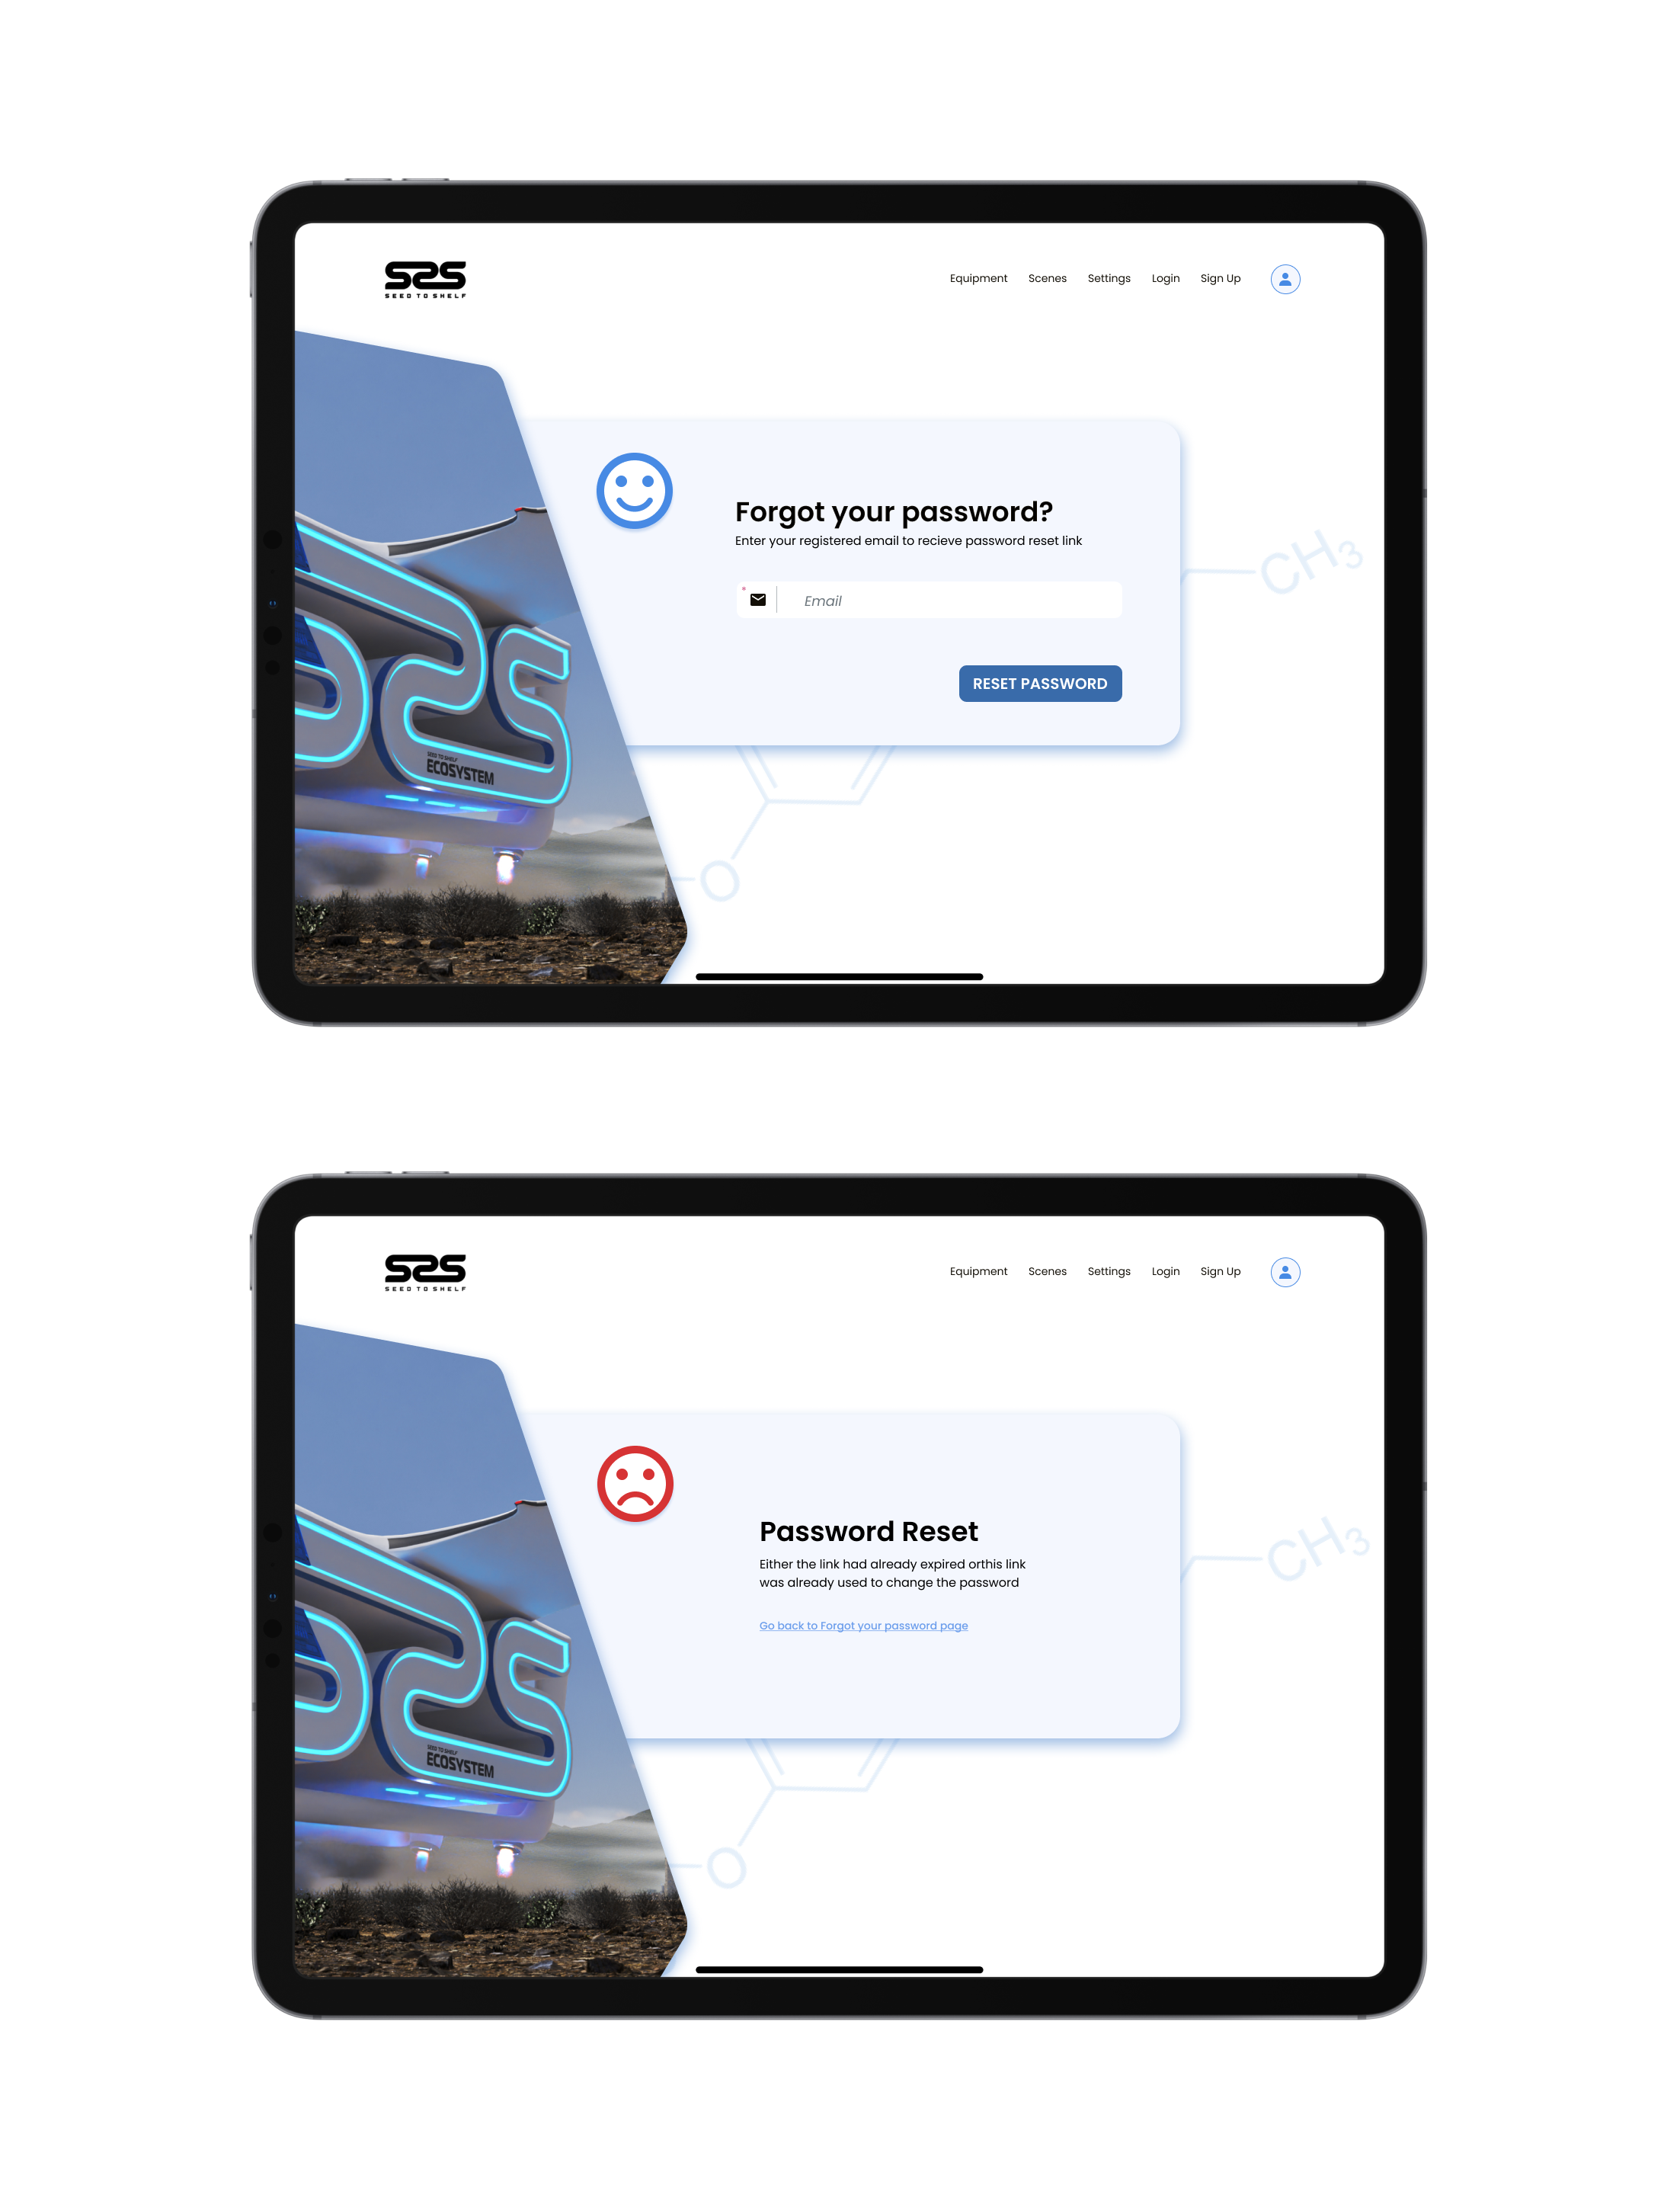 S2S
SEED TO SHELF
Equipment Scenes Settings Login Sign Up
Forgot your password?
Enter your registered email to recieve password reset link
* Email
RESET PASSWORD
CH3
O
S2S
SEED TO SHELF
ECOSYSTEM
S2S
SEED TO SHELF
Equipment Scenes Settings Login Sign Up
Password Reset
Either the link had already expired orthis link
was already used to change the password
Go back to Forgot your password page
CH3
O
S2S
SEED TO SHELF
ECOSYSTEM